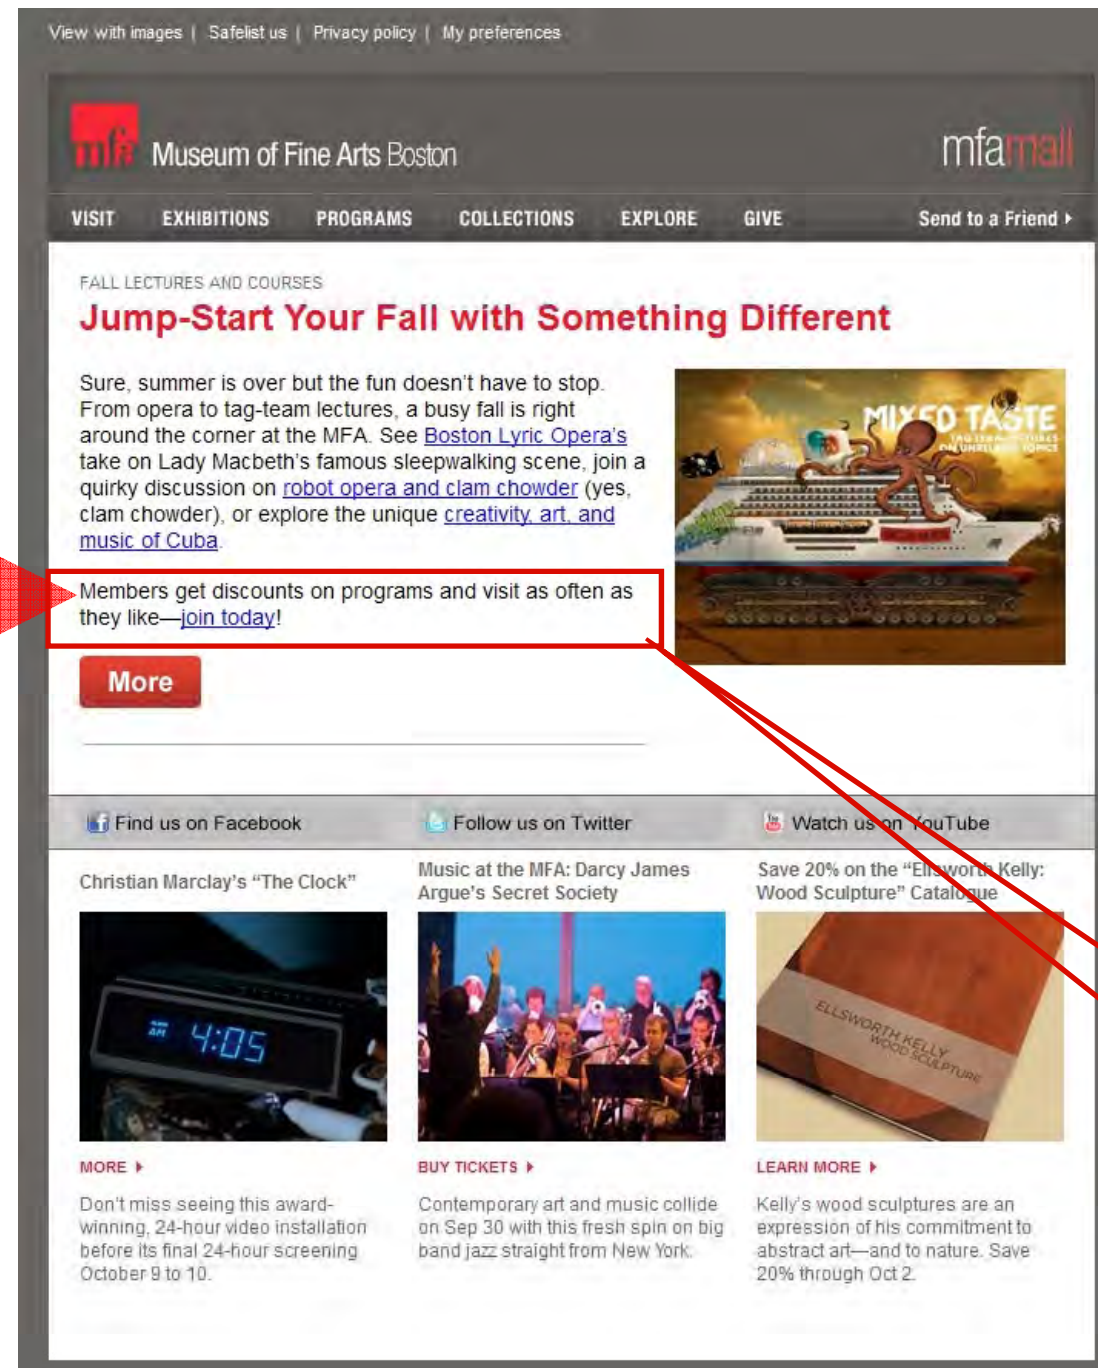 View with images | Safelist us | Privacy policy | My preferences
mfa Museum of Fine Arts Boston
mfamail
VISIT EXHIBITIONS PROGRAMS COLLECTIONS EXPLORE GIVE Send to a Friend
FALL LECTURES AND COURSES
Jump-Start Your Fall with Something Different
Sure, summer is over but the fun doesn't have to stop.
From opera to tag-team lectures, a busy fall is right
around the corner at the MFA. See Boston Lyric Opera's
take on Lady Macbeth's famous sleepwalking scene, join a
quirky discussion on robot opera and clam chowder (yes,
clam chowder), or explore the unique creativity, art, and
music of Cuba.
MIXED TASTE
TAG TEAM LECTURES
ON UNRELATED TOPICS
Members get discounts on programs and visit as often as
they like—join today!
More
Find us on Facebook
Follow us on Twitter
Watch us on YouTube
Christian Marclay's "The Clock"
AM 4:05
MORE
Don't miss seeing this award-
winning, 24-hour video installation
before its final 24-hour screening
October 9 to 10.
Music at the MFA: Darcy James
Argue's Secret Society
BUY TICKETS
Contemporary art and music collide
on Sep 30 with this fresh spin on big
band jazz straight from New York.
Save 20% on the "Ellsworth Kelly:
Wood Sculpture" Catalogue
ELLSWORTH KELLY
WOOD SCULPTURE
LEARN MORE
Kelly's wood sculptures are an
expression of his commitment to
abstract art—and to nature. Save
20% through Oct 2.